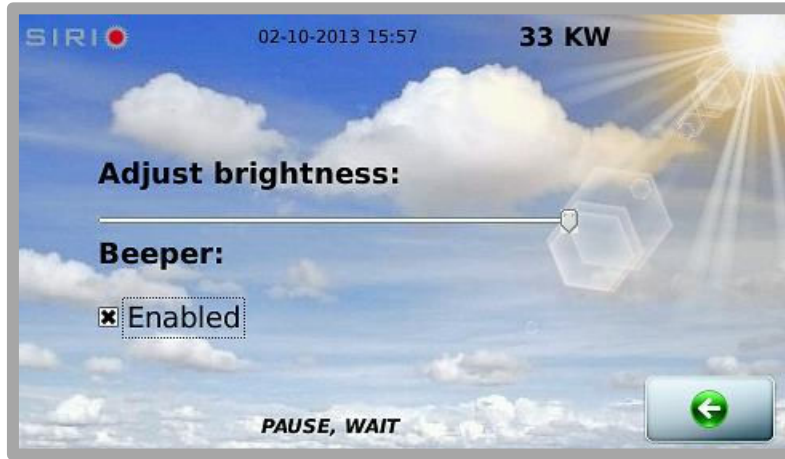 SIRIO 02-10-2013 15:57 33 KW
Adjust brightness:
Beeper:
Enabled
PAUSE, WAIT